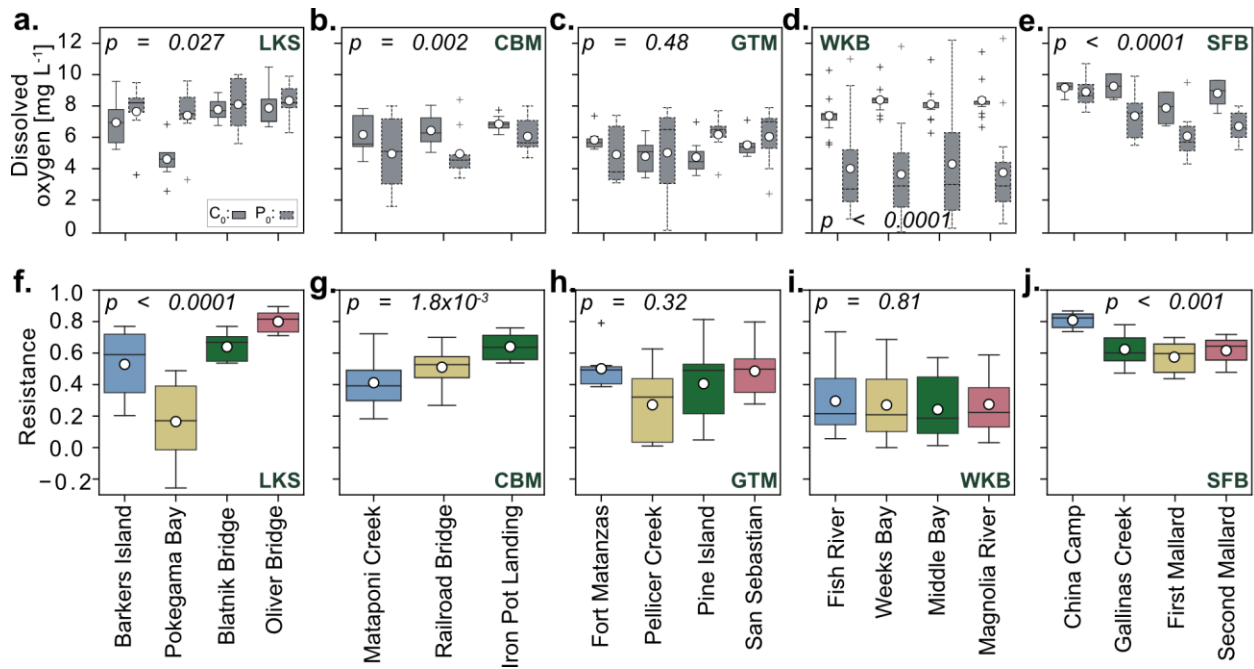 a.
b.
c.
d.
e.
p = 0.027 LKS
p = 0.002 CBM
p = 0.48 GTM
WKB
p < 0.0001 SFB
Dissolved
oxygen [mg L⁻¹]
12
10
8
6
4
2
0
C₀: P₀:
p < 0.0001
f.
g.
h.
i.
j.
p < 0.0001
p = 1.8x10⁻³
p = 0.32
p = 0.81
p < 0.001
Resistance
1.0
0.8
0.6
0.4
0.2
0.0
−0.2
LKS
CBM
GTM
WKB
SFB
Barkers Island
Pokegama Bay
Blatnik Bridge
Oliver Bridge
Mataponi Creek
Railroad Bridge
Iron Pot Landing
Fort Matanzas
Pellicer Creek
Pine Island
San Sebastian
Fish River
Weeks Bay
Middle Bay
Magnolia River
China Camp
Gallinas Creek
First Mallard
Second Mallard